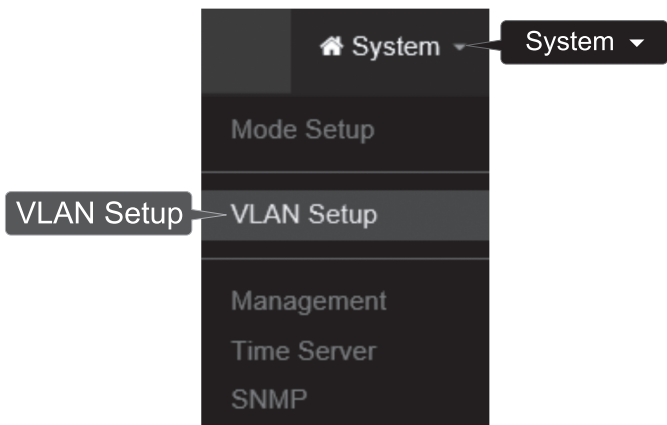 System
System
Mode Setup
VLAN Setup
VLAN Setup
Management
Time Server
SNMP